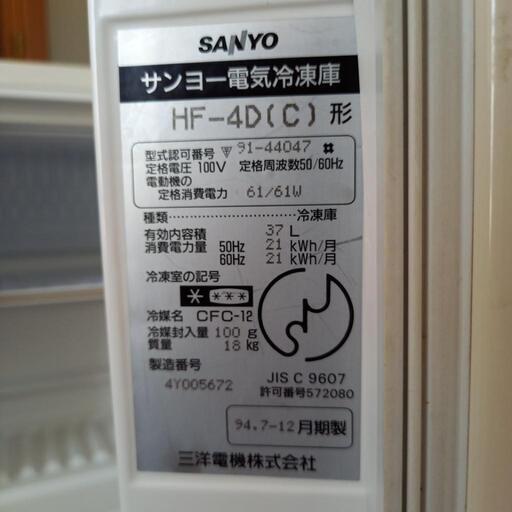 SANYO
サンヨー電気冷凍庫
HF-4D(C) 形
型式認可番号 ▽ 91-44047
定格電圧 100V 定格周波数50/60Hz
電動機の
定格消費電力 61/61W
種類……………………冷凍庫
有効内容積 37 L
消費電力量 50Hz 21 kWh/月
60Hz 21 kWh/月
冷凍室の記号
* ***
冷媒名 CFC-12
冷媒封入量 100 g
質量 18 kg
製造番号
4Y005672
JIS C 9607
許可番号572080
94.7-12月期製
三洋電機株式会社